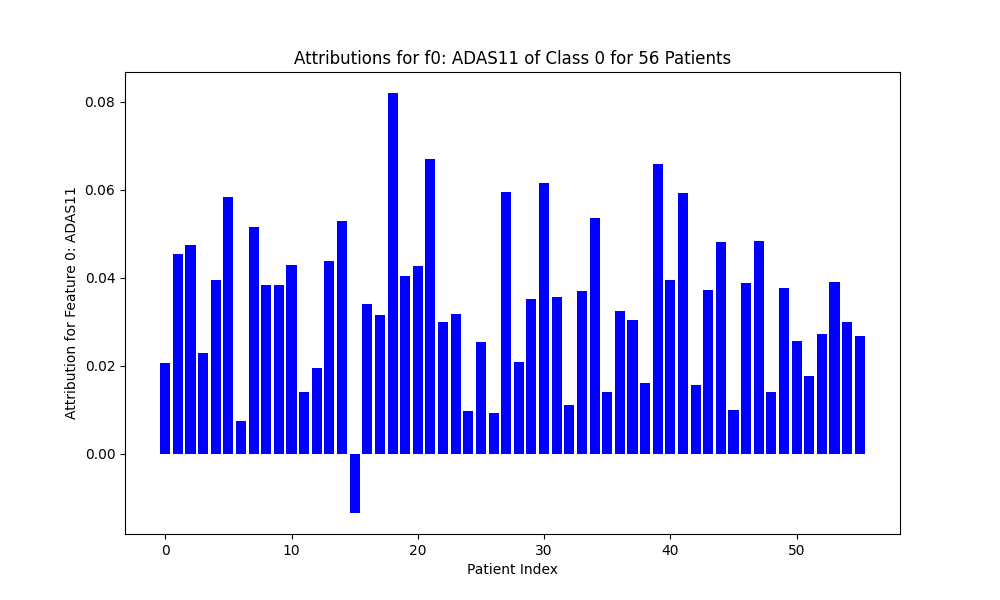 Attributions for f0: ADAS11 of Class 0 for 56 Patients
Attribution for Feature 0: ADAS11
0.08
0.06
0.04
0.02
0.00
0 10 20 30 40 50
Patient Index